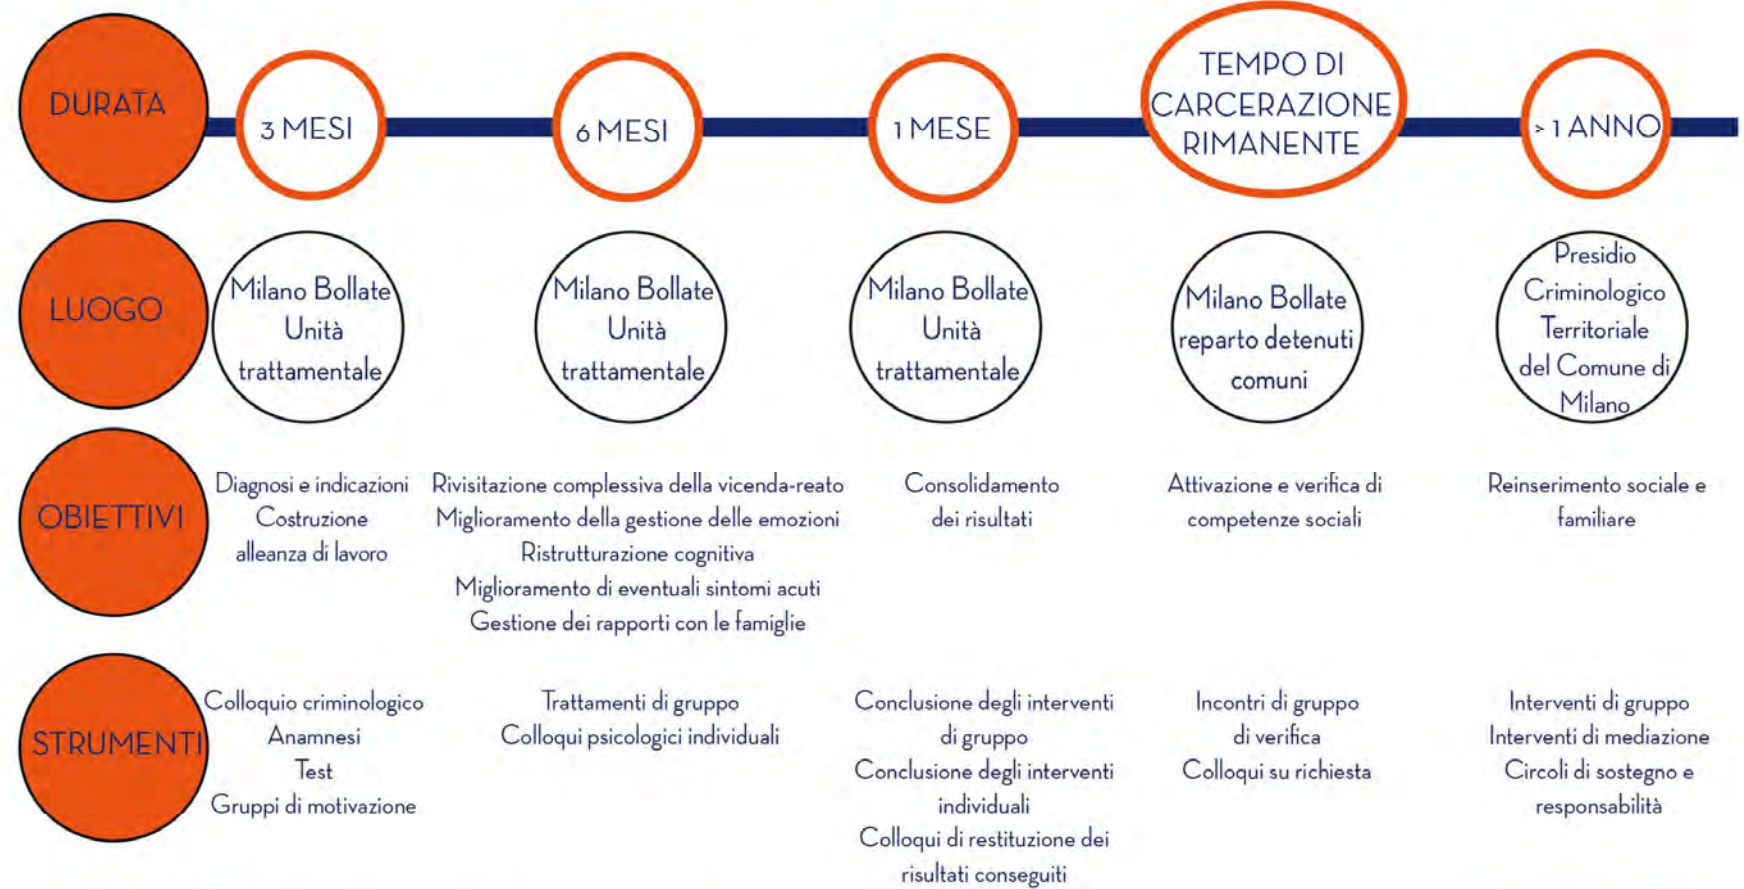 DURATA
3 MESI
6 MESI
1 MESE
TEMPO DI
CARCERAZIONE
RIMANENTE
> 1 ANNO
LUOGO
Milano Bollate
Unità
trattamentale
Milano Bollate
Unità
trattamentale
Milano Bollate
Unità
trattamentale
Milano Bollate
reparto detenuti
comuni
Presidio
Criminologico
Territoriale
del Comune di
Milano
OBIETTIVI
Diagnosi e indicazioni
Costruzione
alleanza di lavoro
Rivisitazione complessiva della vicenda-reato
Miglioramento della gestione delle emozioni
Ristrutturazione cognitiva
Miglioramento di eventuali sintomi acuti
Gestione dei rapporti con le famiglie
Consolidamento
dei risultati
Attivazione e verifica di
competenze sociali
Reinserimento sociale e
familiare
STRUMENTI
Colloquio criminologico
Anamnesi
Test
Gruppi di motivazione
Trattamenti di gruppo
Colloqui psicologici individuali
Conclusione degli interventi
di gruppo
Conclusione degli interventi
individuali
Colloqui di restituzione dei
risultati conseguiti
Incontri di gruppo
di verifica
Colloqui su richiesta
Interventi di gruppo
Interventi di mediazione
Circoli di sostegno e
responsabilità